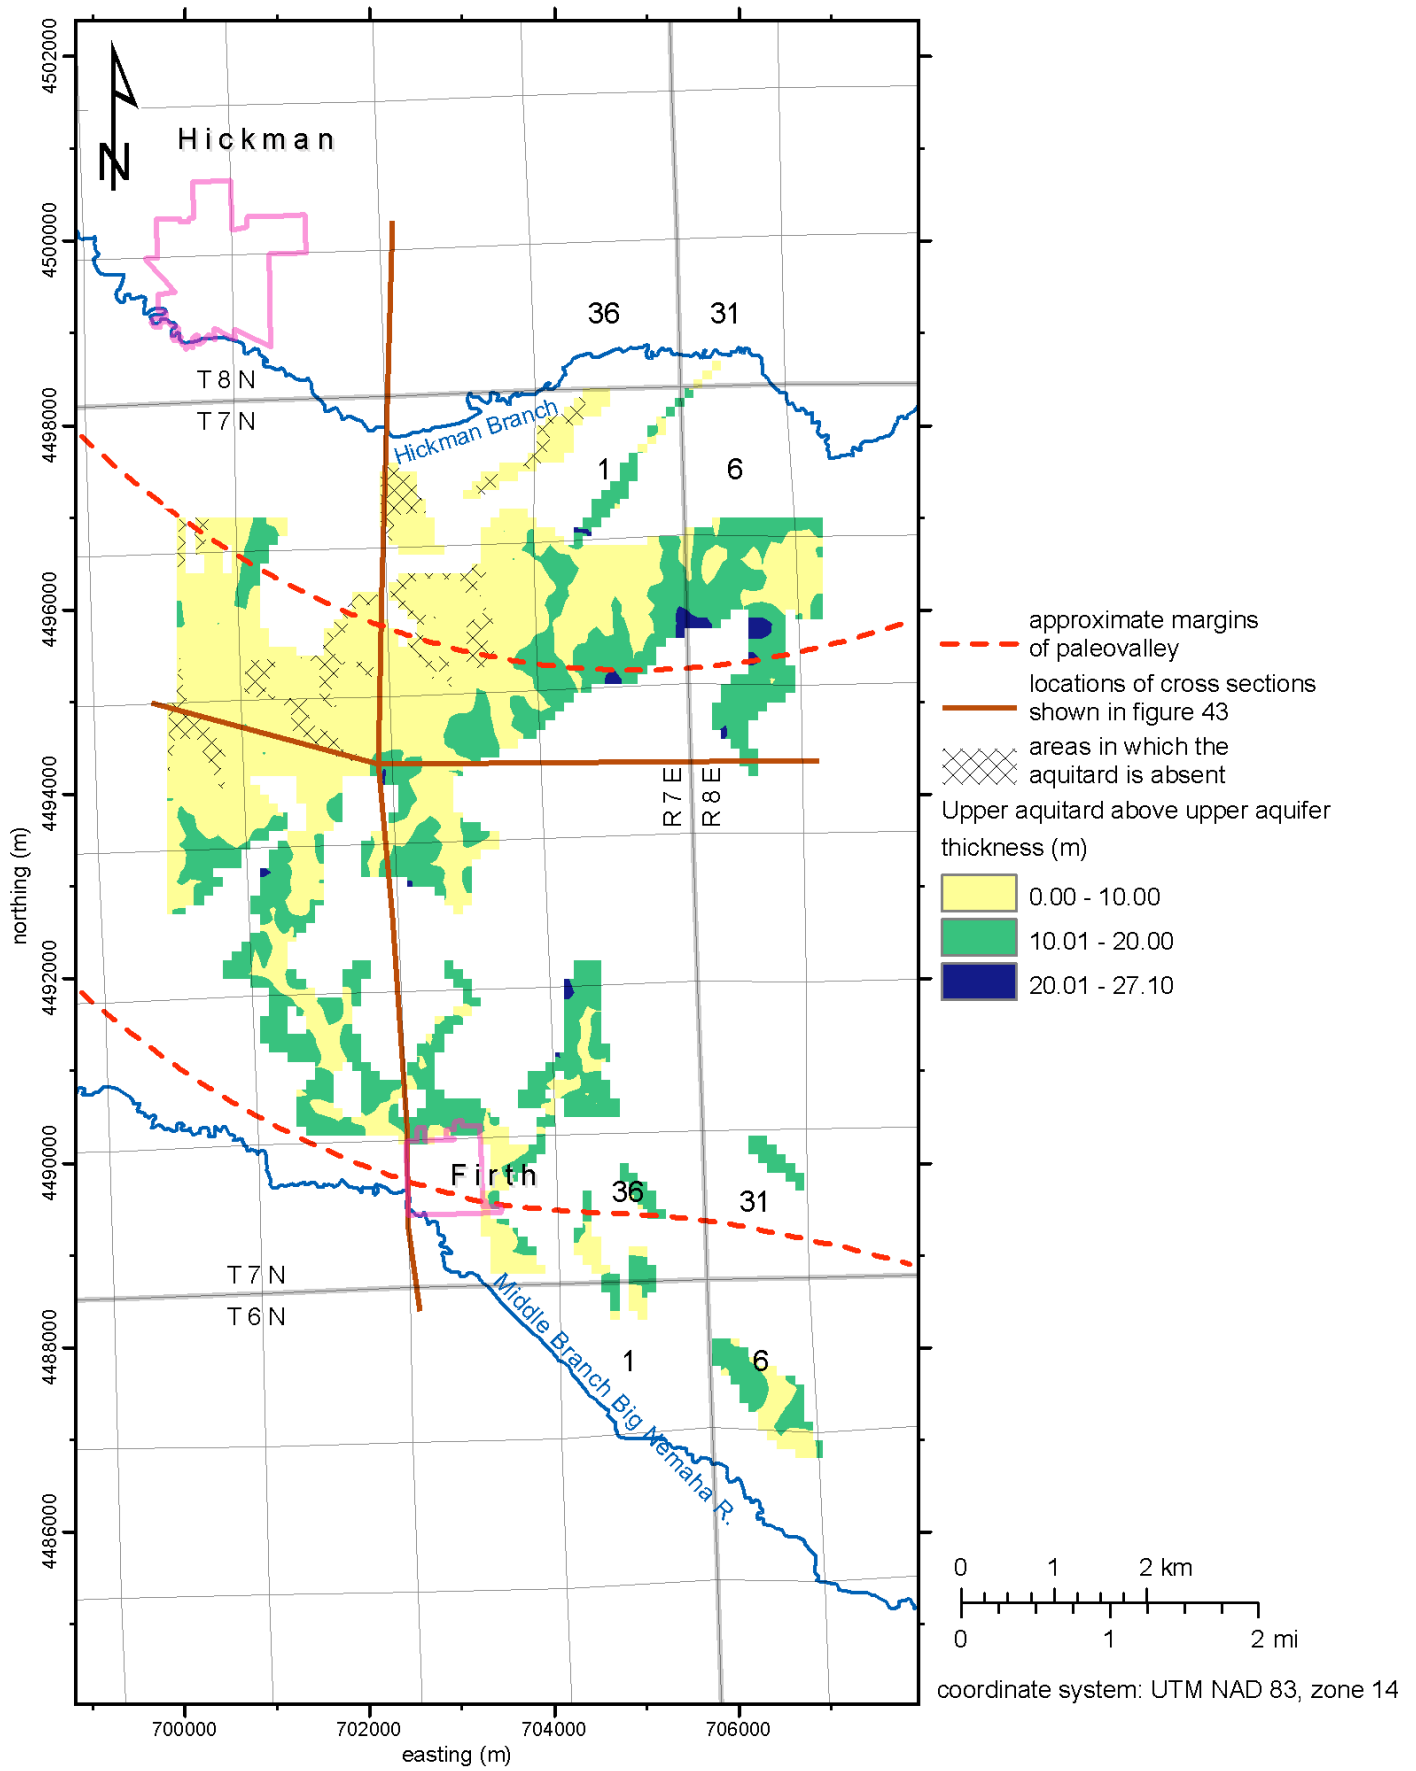 4502000
4500000
4498000
4496000
4494000
4492000
4490000
4488000
4486000
northing (m)
N
Hickman
36
31
T8N
T7N
Hickman Branch
1
6
R7E
R8E
Firth
36
31
T7N
T6N
Middle Branch Big Nemaha R.
1
6
700000
702000
704000
706000
easting (m)
approximate margins
of paleovalley
locations of cross sections
shown in figure 43
areas in which the
aquitard is absent
Upper aquitard above upper aquifer
thickness (m)
0.00 - 10.00
10.01 - 20.00
20.01 - 27.10
0 1 2 km
0 1 2 mi
coordinate system: UTM NAD 83, zone 14